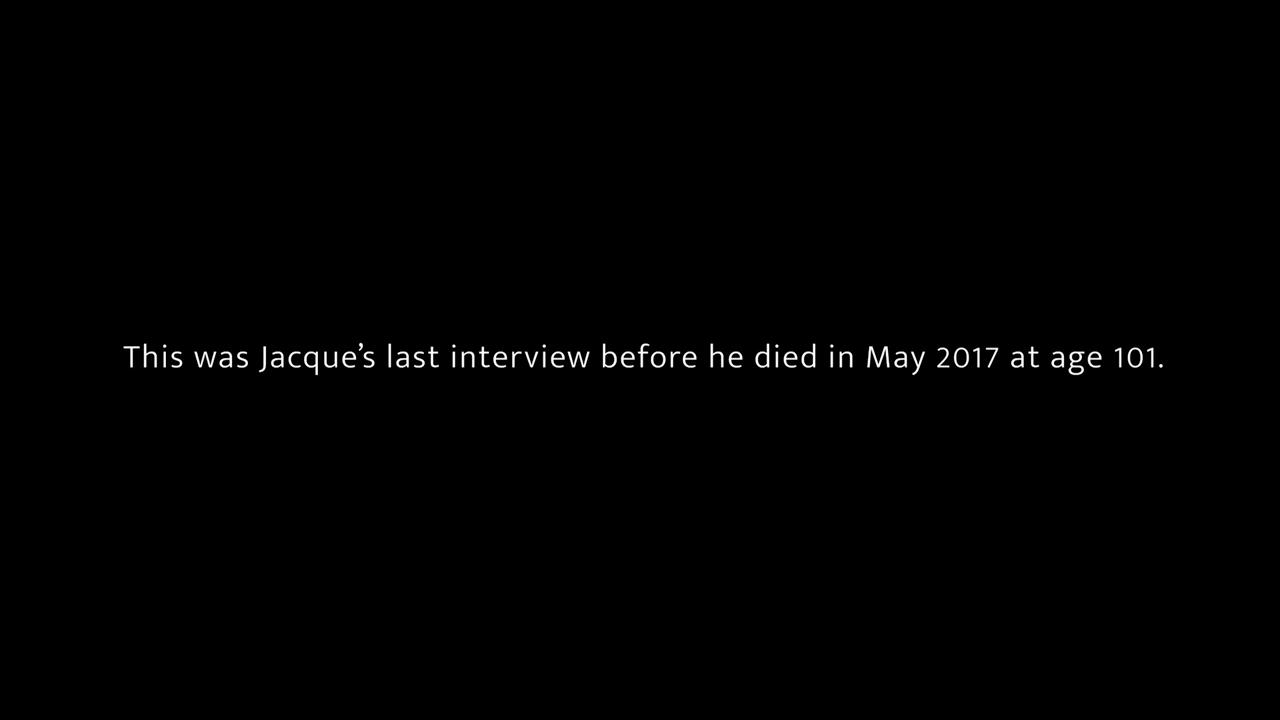 This was Jacque’s last interview before he died in May 2017 at age 101.